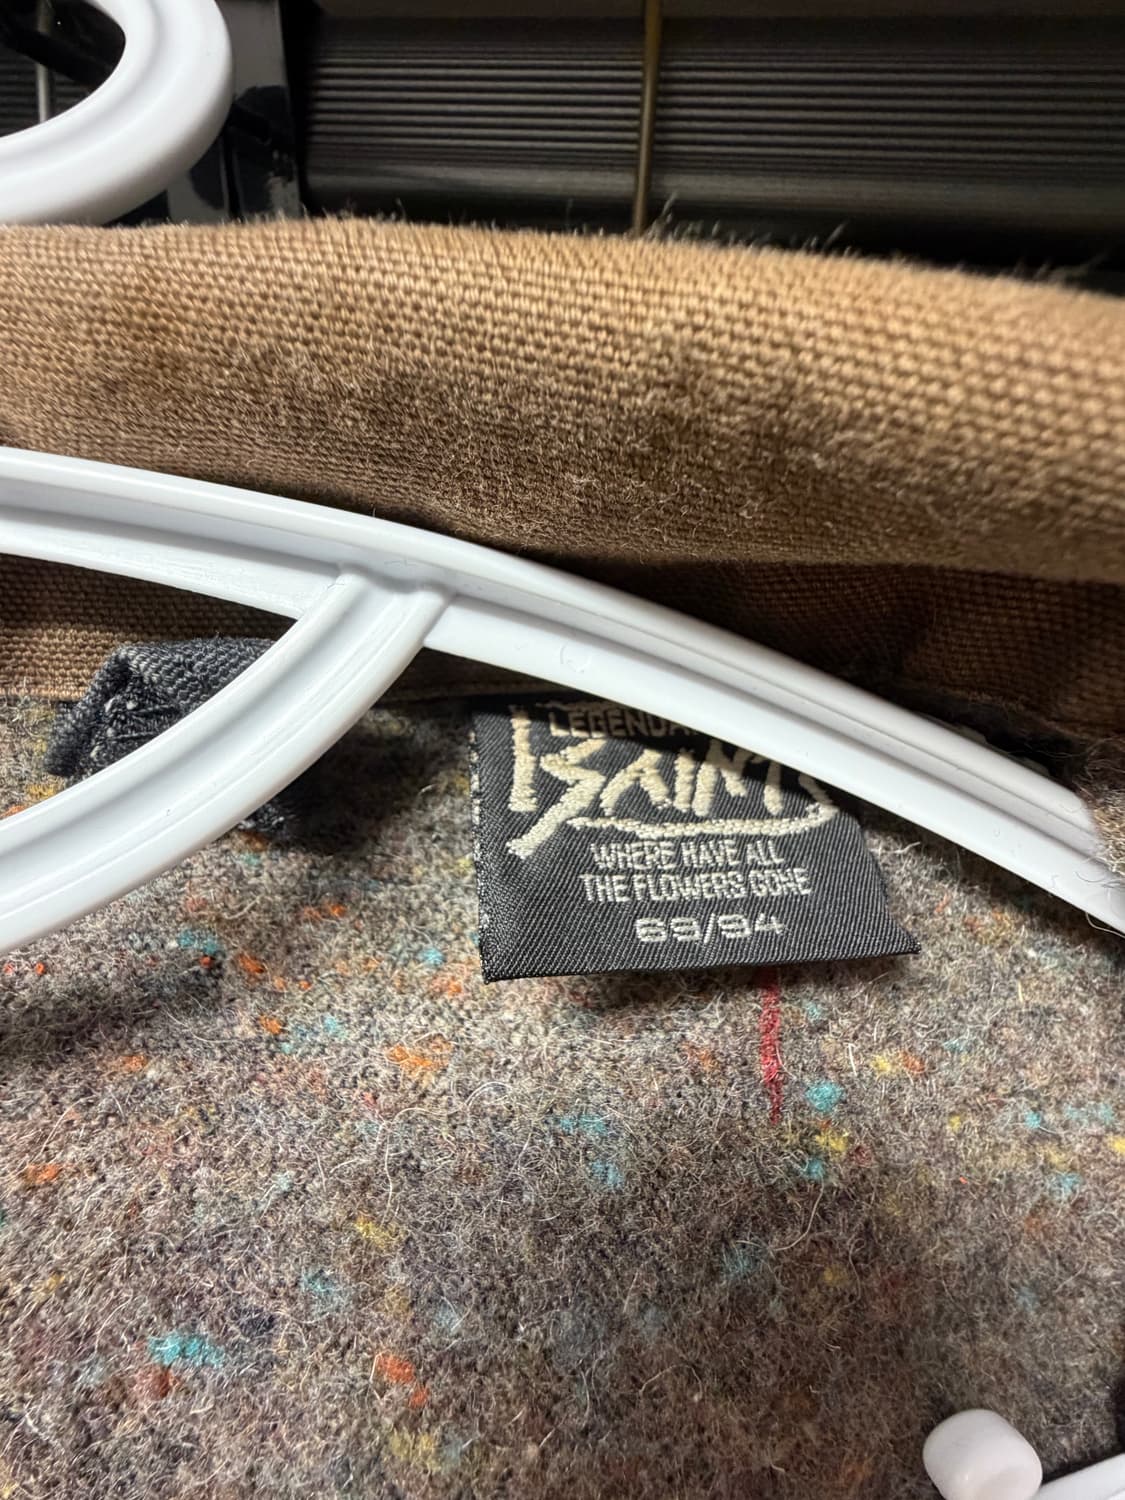 SAINTS
WHERE HAVE ALL
THE FLOWERS GONE
69/94